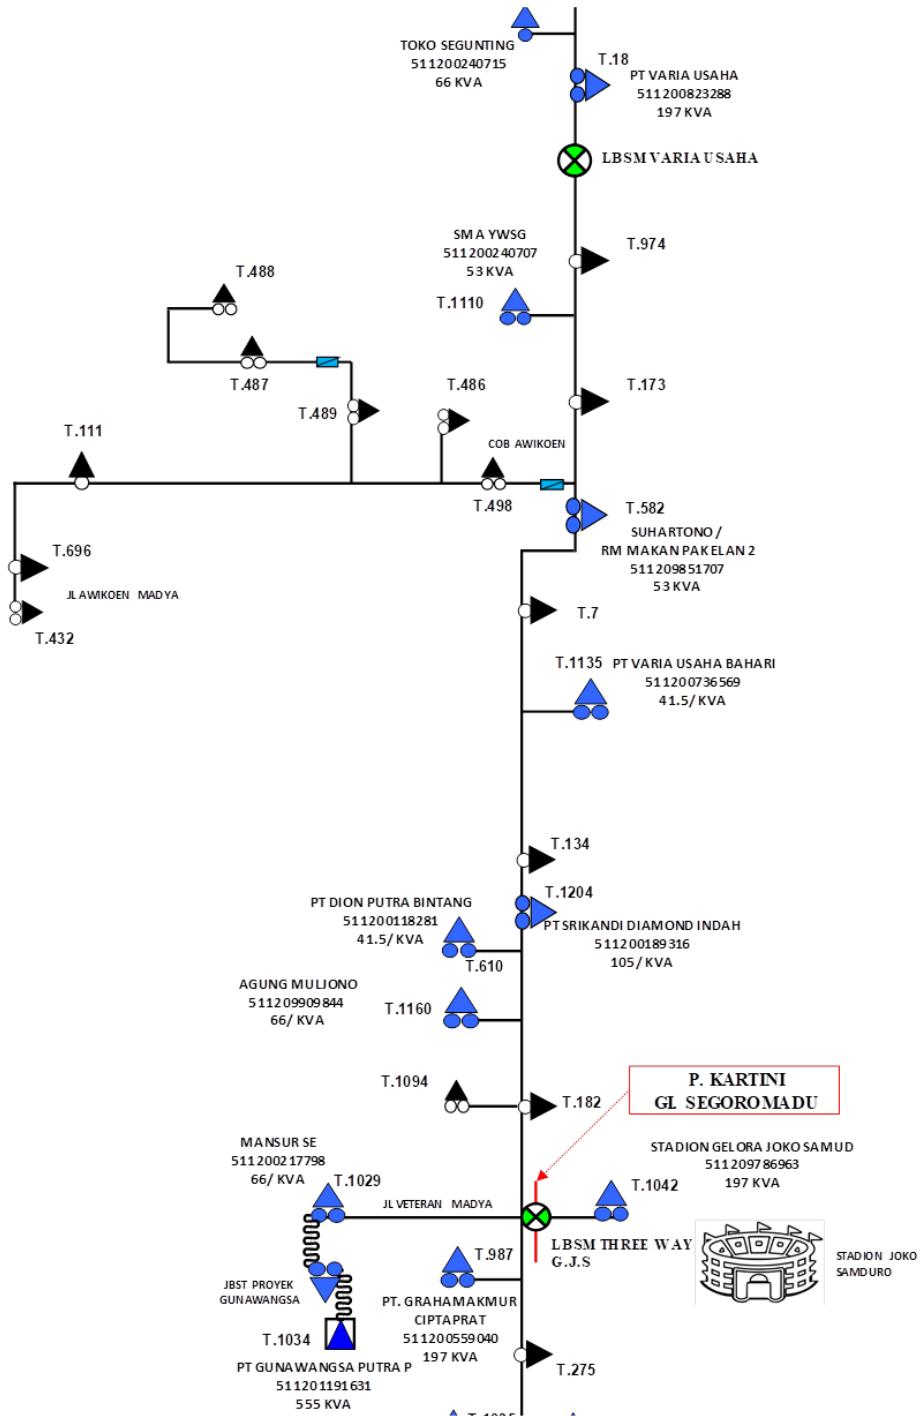 TOKO SEGUNTING
511200240715
66 KVA
T.18
PT VARIA USAHA
511200823288
197 KVA
LBSM VARIA USAHA
SMA YWSG
511200240707
53 KVA
T.974
T.1110
T.488
T.487
T.489
T.486
T.173
T.111
COB AWIKOEN
T.498
T.582
SUHARTONO /
RM MAKAN PAKELAN 2
511209851707
53 KVA
T.696
JL AWIKOEN MADYA
T.432
T.7
T.1135
PT VARIA USAHA BAHARI
511200736569
41.5/ KVA
T.134
T.1204
PT SRIKANDI DIAMOND INDAH
511200189316
105/ KVA
PT DION PUTRA BINTANG
511200118281
41.5/ KVA
T.610
AGUNG MULJONO
511209909844
66/ KVA
T.1160
T.1094
T.182
P. KARTINI
GI. SEGOROMADU
MANSUR SE
511200217798
66/ KVA
T.1029
JL VETERAN MADYA
STADION GELORA JOKO SAMUD
511209786963
197 KVA
T.1042
LBSM THREE WAY
G.J.S
STADION JOKO
SAMDURO
T.987
PT. GRAHAMAKMUR
CIPTAPRAT
511200559040
197 KVA
JBST PROYEK
GUNAWANGSA
T.1034
PT GUNAWANGSA PUTRA P
511201191631
555 KVA
T.275